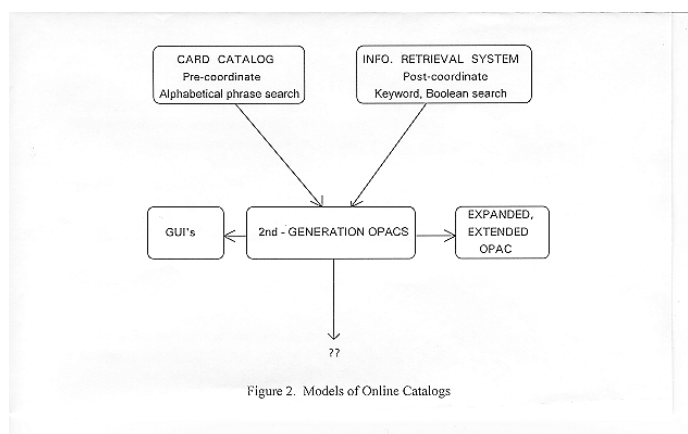 CARD CATALOG
Pre-coordinate
Alphabetical phrase search
INFO. RETRIEVAL SYSTEM
Post-coordinate
Keyword, Boolean search
GUI's
2nd - GENERATION OPACS
EXPANDED,
EXTENDED
OPAC
??
Figure 2. Models of Online Catalogs